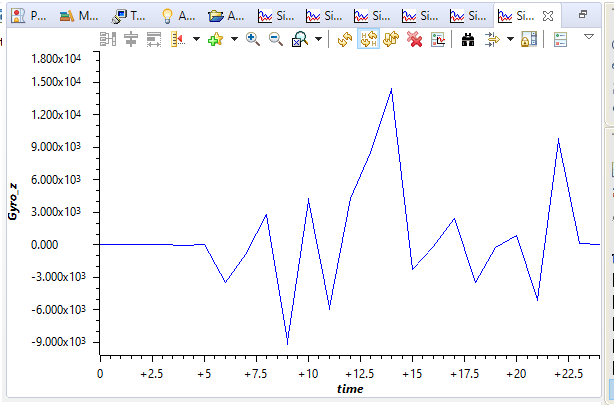 P... M... T... A... A... Si... Si... Si... Si... Si... Si...
1.800x10⁴
1.500x10⁴
1.200x10⁴
9.000x10³
6.000x10³
3.000x10³
0.000
-3.000x10³
-6.000x10³
-9.000x10³
Gyro_z
0 +2.5 +5 +7.5 +10 +12.5 +15 +17.5 +20 +22.5
time